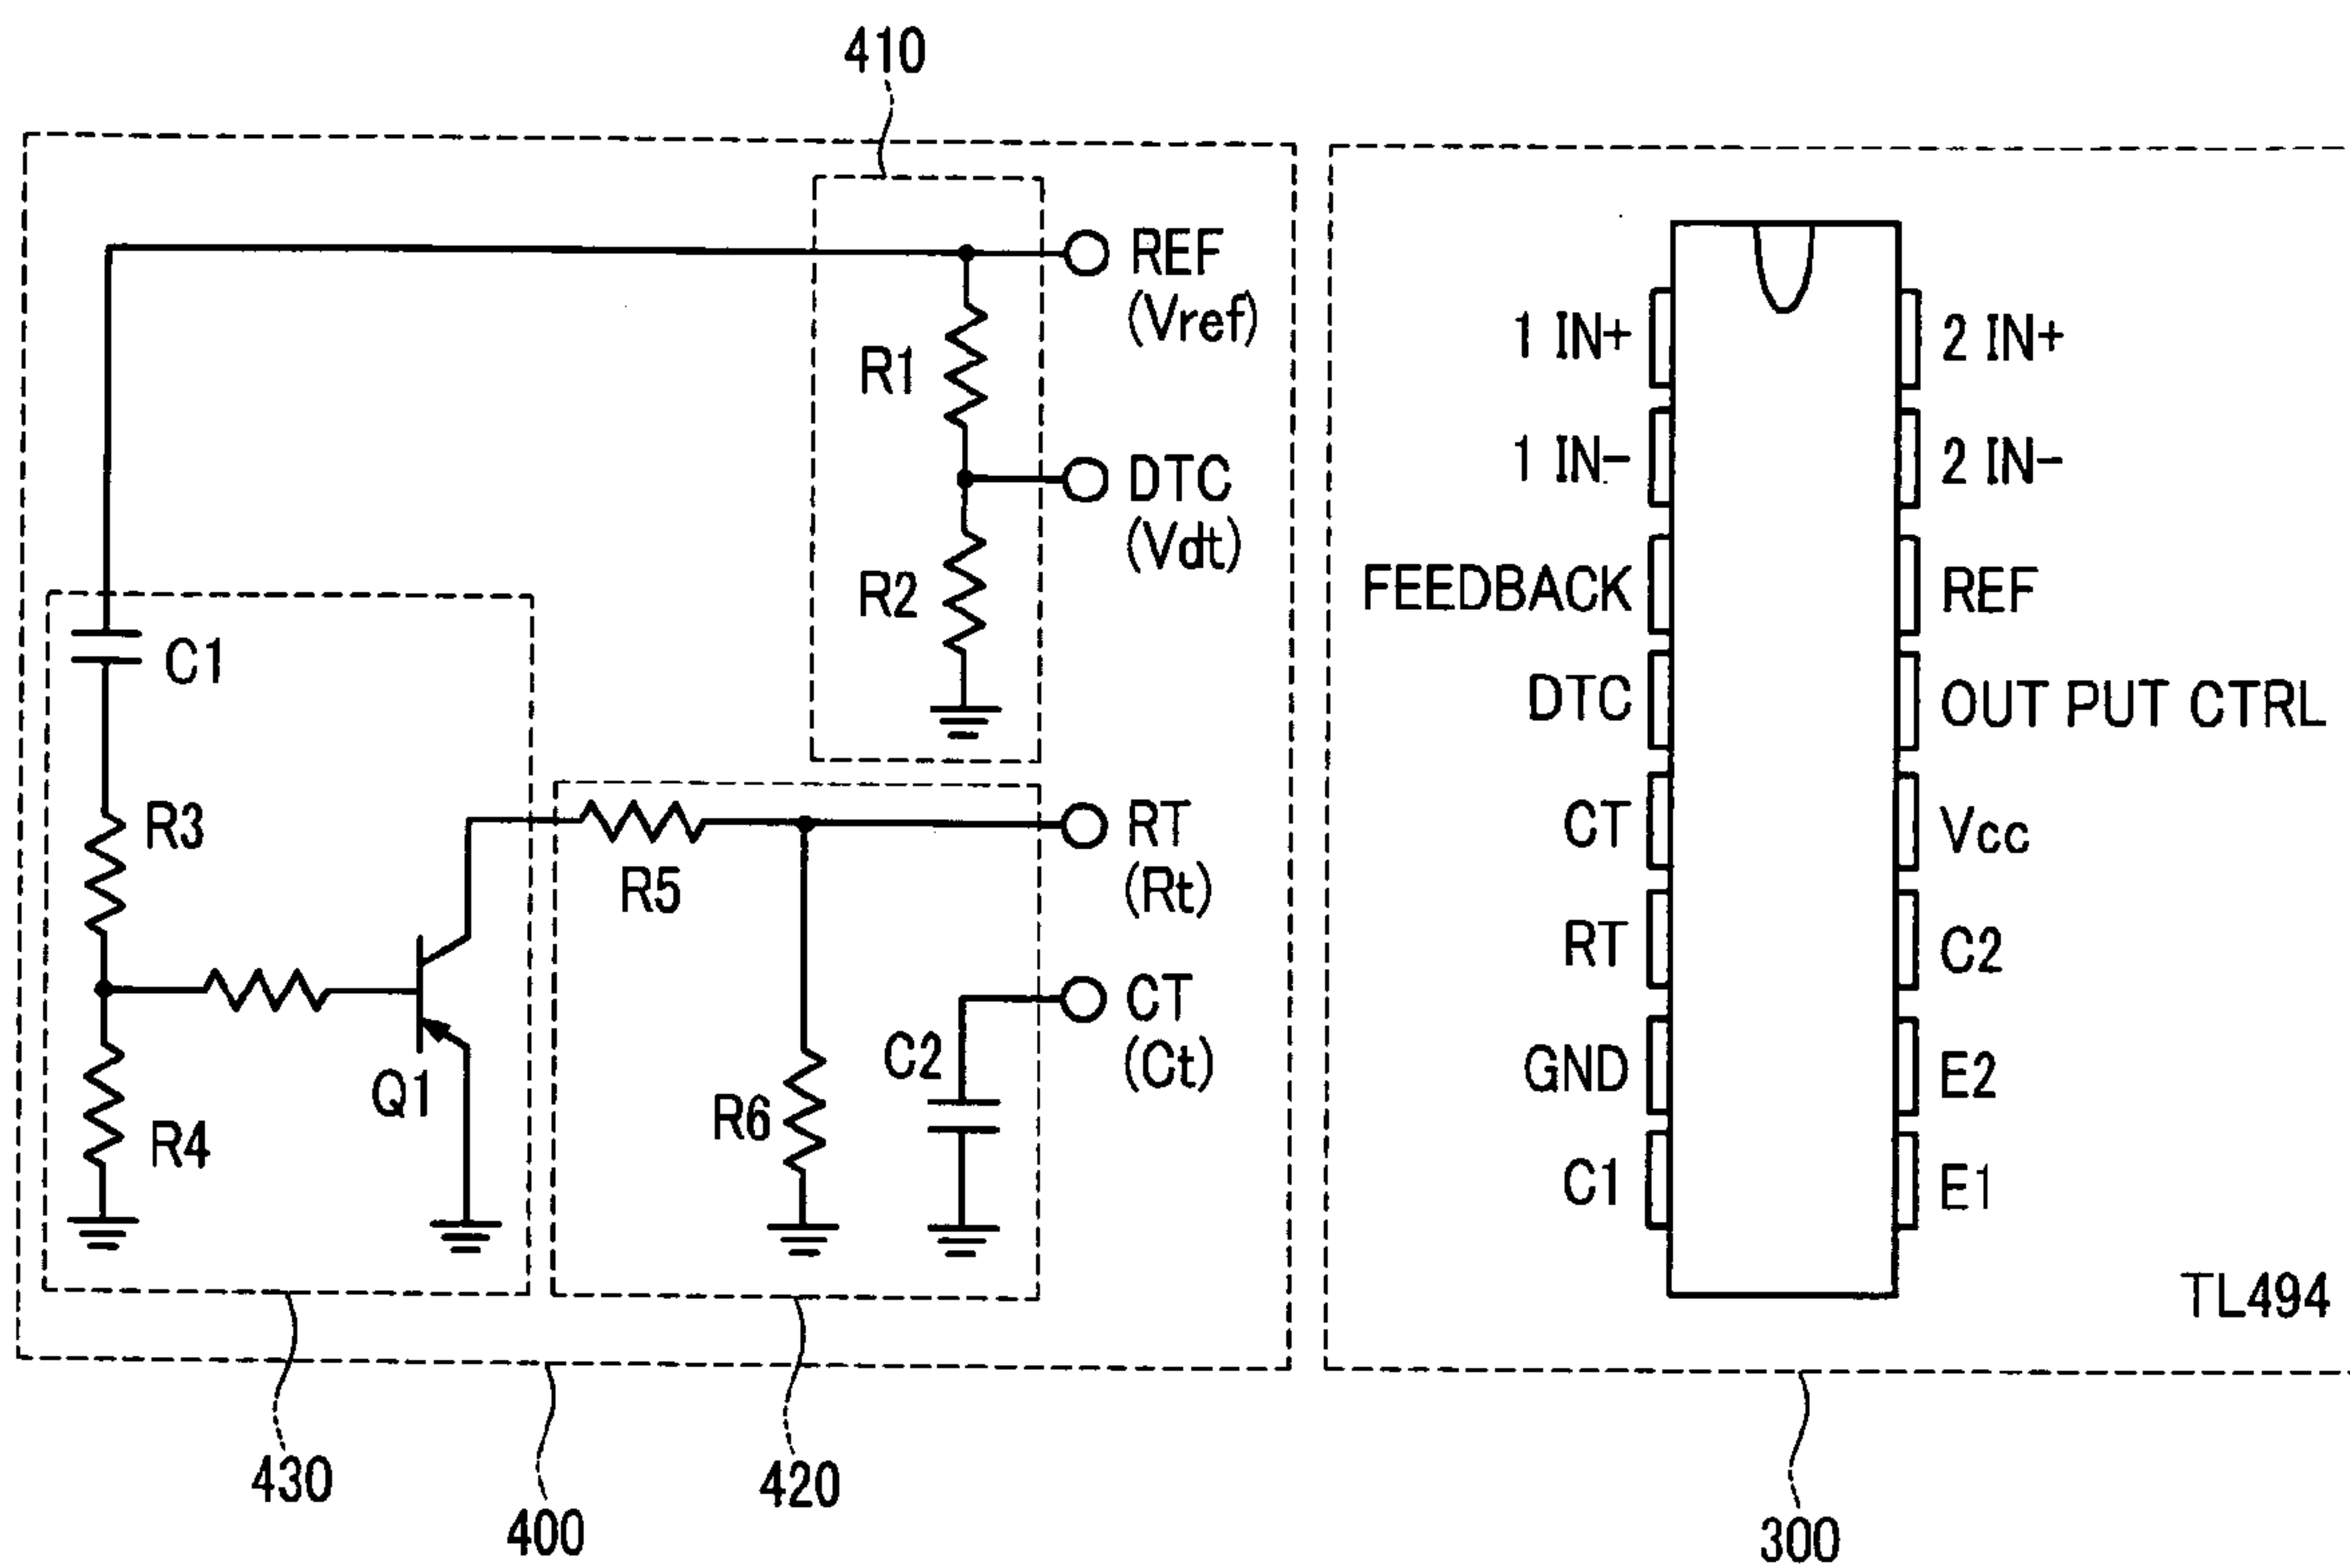 410
REF
(Vref)
R1
DTC
(Vdt)
R2
C1
R3
R5
RT
(Rt)
CT
(Ct)
C2
Q1
R6
R4
430
400
420
1 IN+
2 IN+
1 IN-
2 IN-
FEEDBACK
REF
DTC
OUT PUT CTRL
CT
Vcc
RT
C2
GND
E2
C1
E1
TL494
300